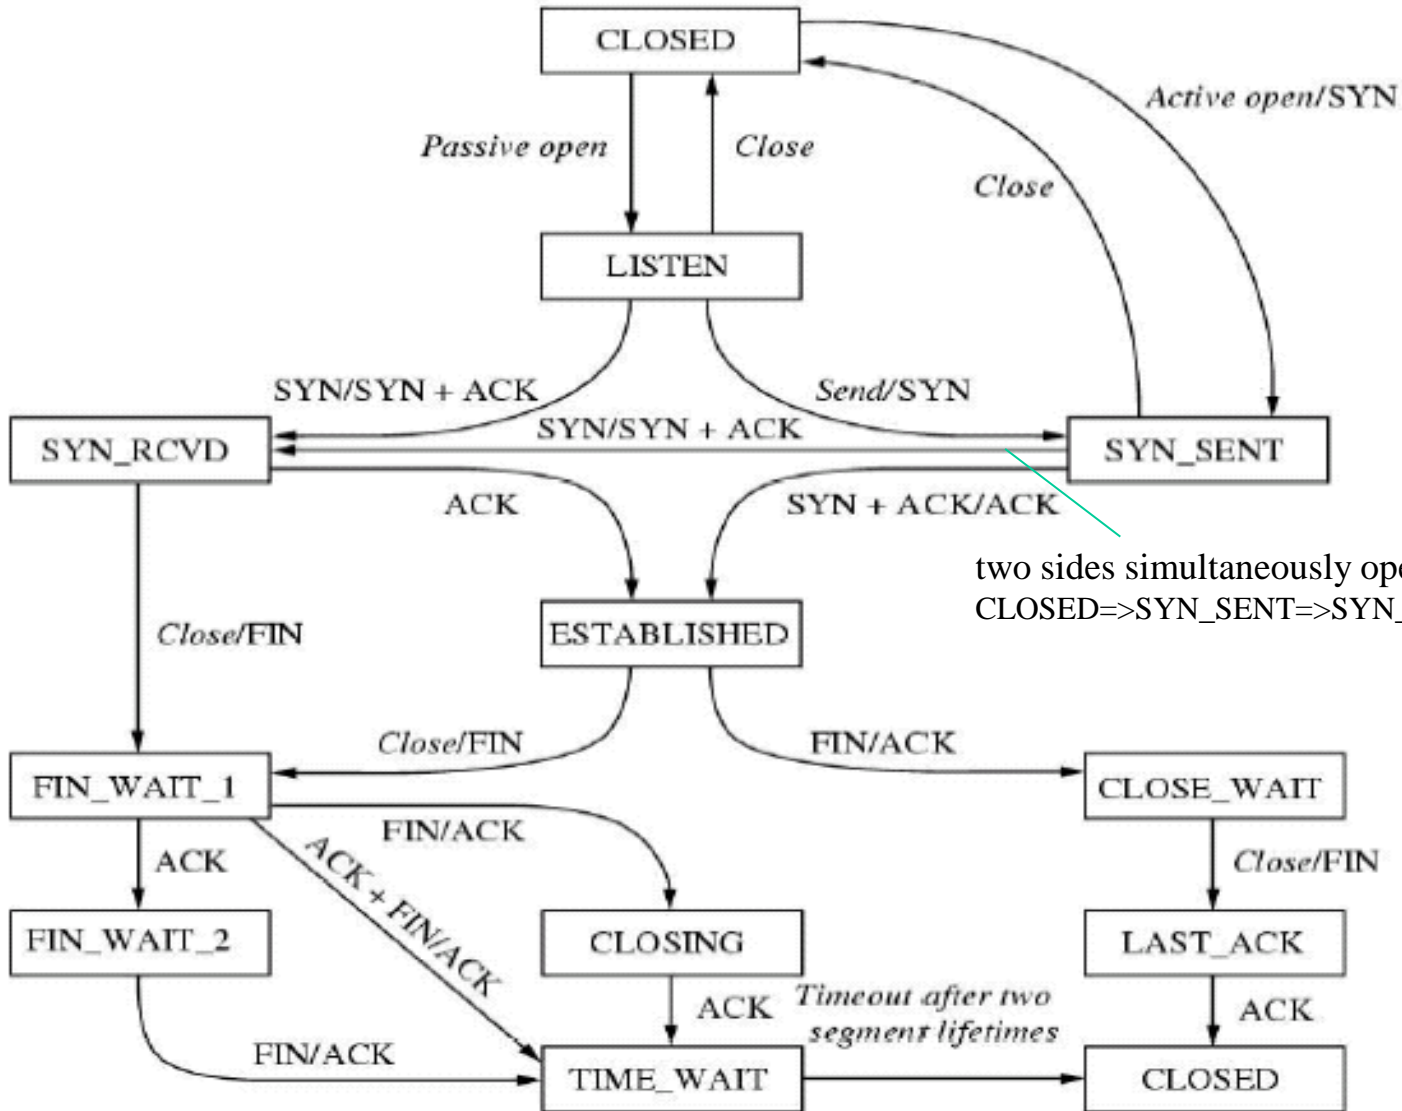 CLOSED
Active open/SYN
Passive open
Close
Close
LISTEN
SYN/SYN + ACK
Send/SYN
SYN/SYN + ACK
SYN_RCVD
SYN_SENT
ACK
SYN + ACK/ACK
two sides simultaneously ope
CLOSED=>SYN_SENT=>SYN_
Close/FIN
ESTABLISHED
Close/FIN
FIN/ACK
FIN_WAIT_1
CLOSE_WAIT
FIN/ACK
ACK
ACK + FIN/ACK
Close/FIN
FIN_WAIT_2
CLOSING
LAST_ACK
ACK
Timeout after two
segment lifetimes
ACK
FIN/ACK
TIME_WAIT
CLOSED